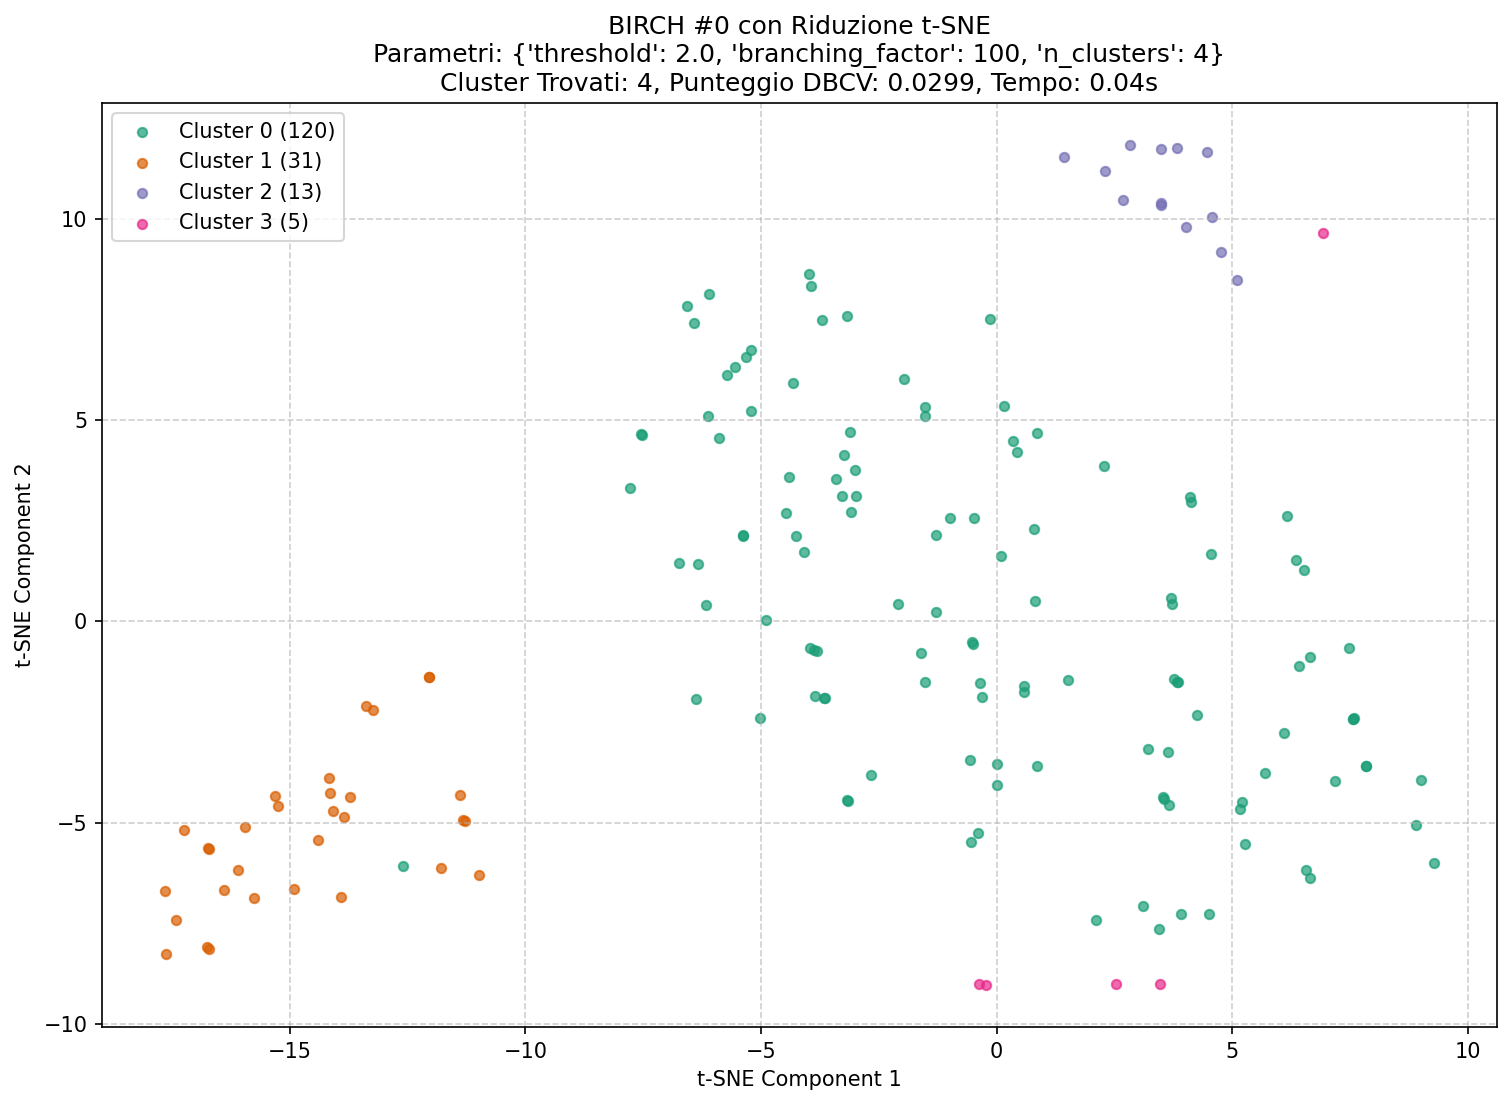 BIRCH #0 con Riduzione t-SNE
Parametri: {'threshold': 2.0, 'branching_factor': 100, 'n_clusters': 4}
Cluster Trovati: 4, Punteggio DBCV: 0.0299, Tempo: 0.04s
Cluster 0 (120)
Cluster 1 (31)
Cluster 2 (13)
Cluster 3 (5)
10
5
0
−5
−10
t-SNE Component 2
−15
−10
−5
0
5
10
t-SNE Component 1